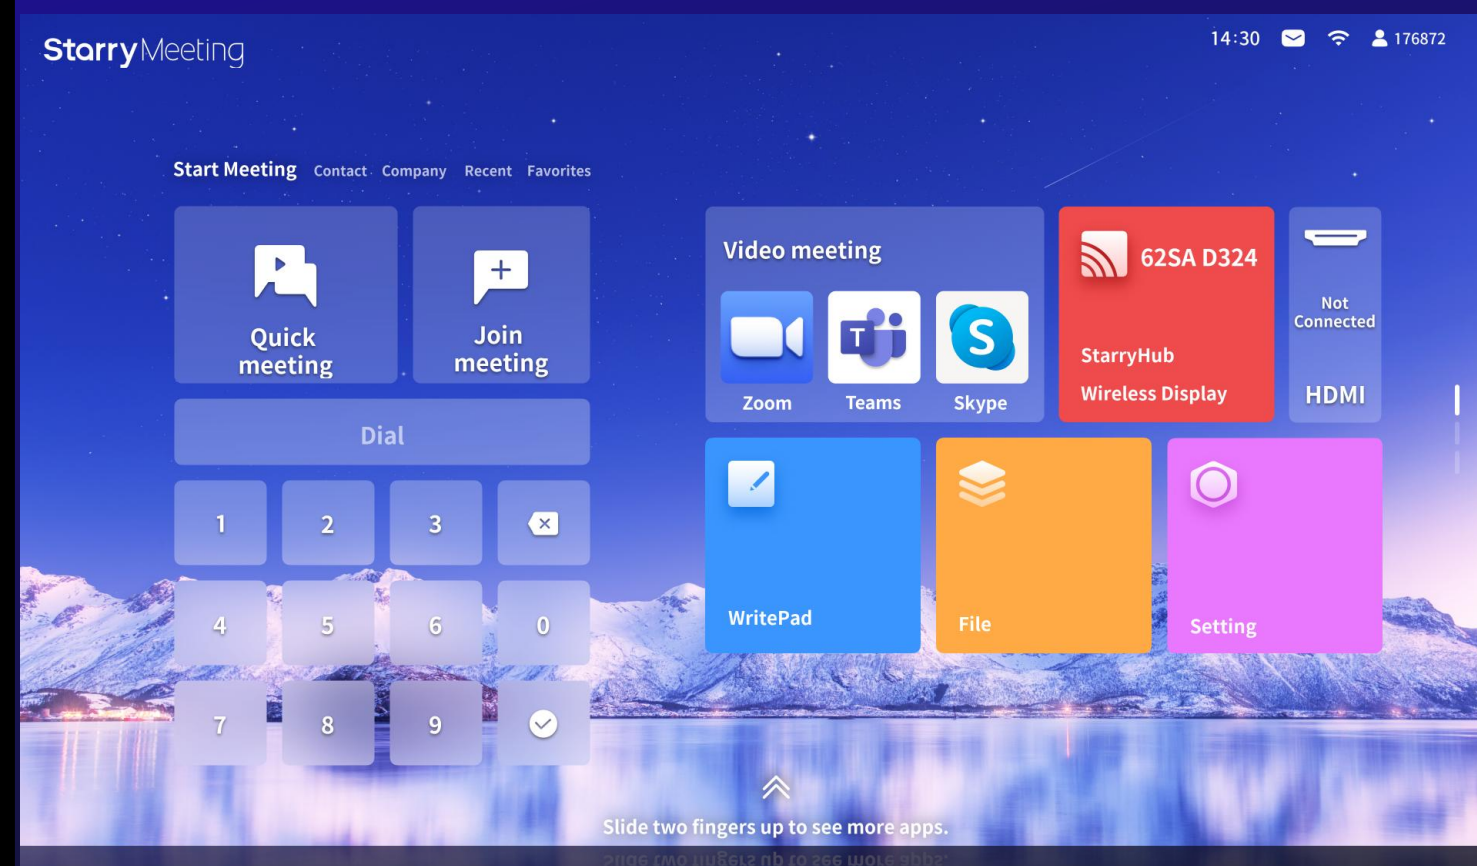 StarryMeeting
14:30 176872
Start Meeting Contact Company Recent Favorites
Quick
meeting
Join
meeting
Dial
1 2 3
4 5 6 0
7 8 9
Video meeting
Zoom Teams Skype
62SA D324
StarryHub
Wireless Display
Not
Connected
HDMI
WritePad
File
Setting
Slide two fingers up to see more apps.